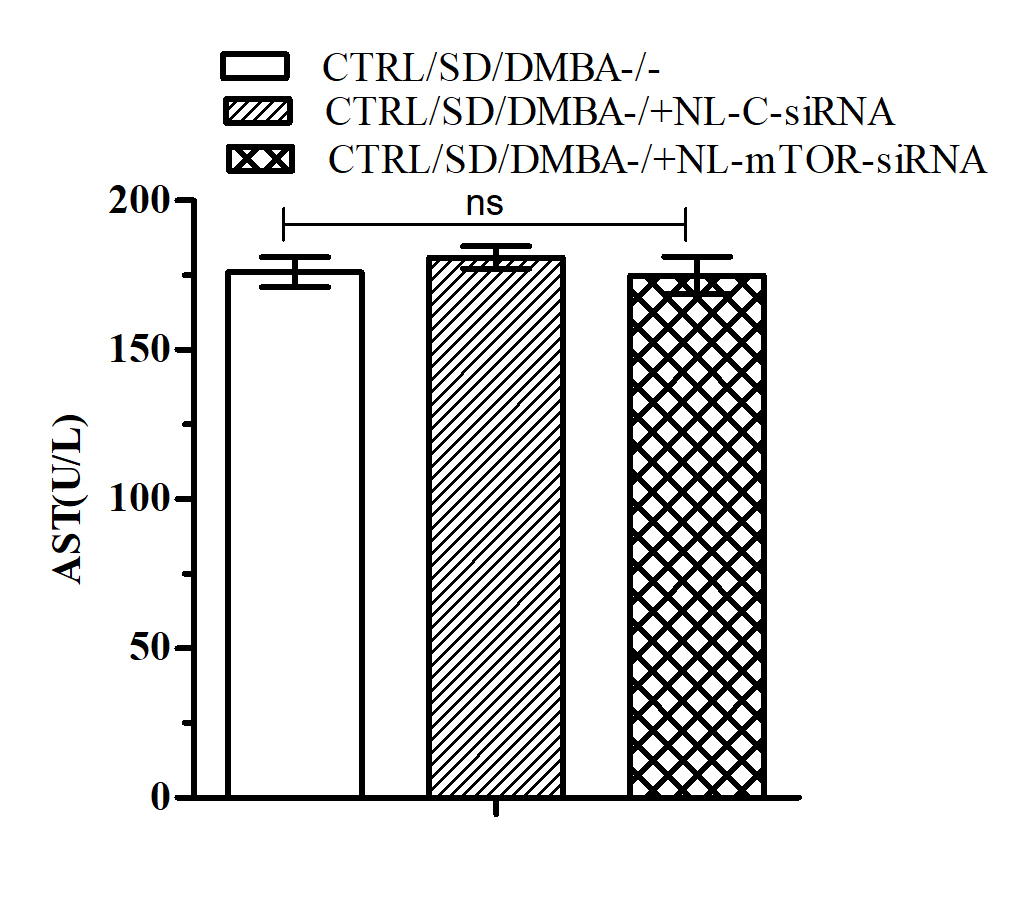 CTRL/SD/DMBA-/-
CTRL/SD/DMBA-/+NL-C-siRNA
CTRL/SD/DMBA-/+NL-mTOR-siRNA
ns
200
150
100
50
0
AST(U/L)